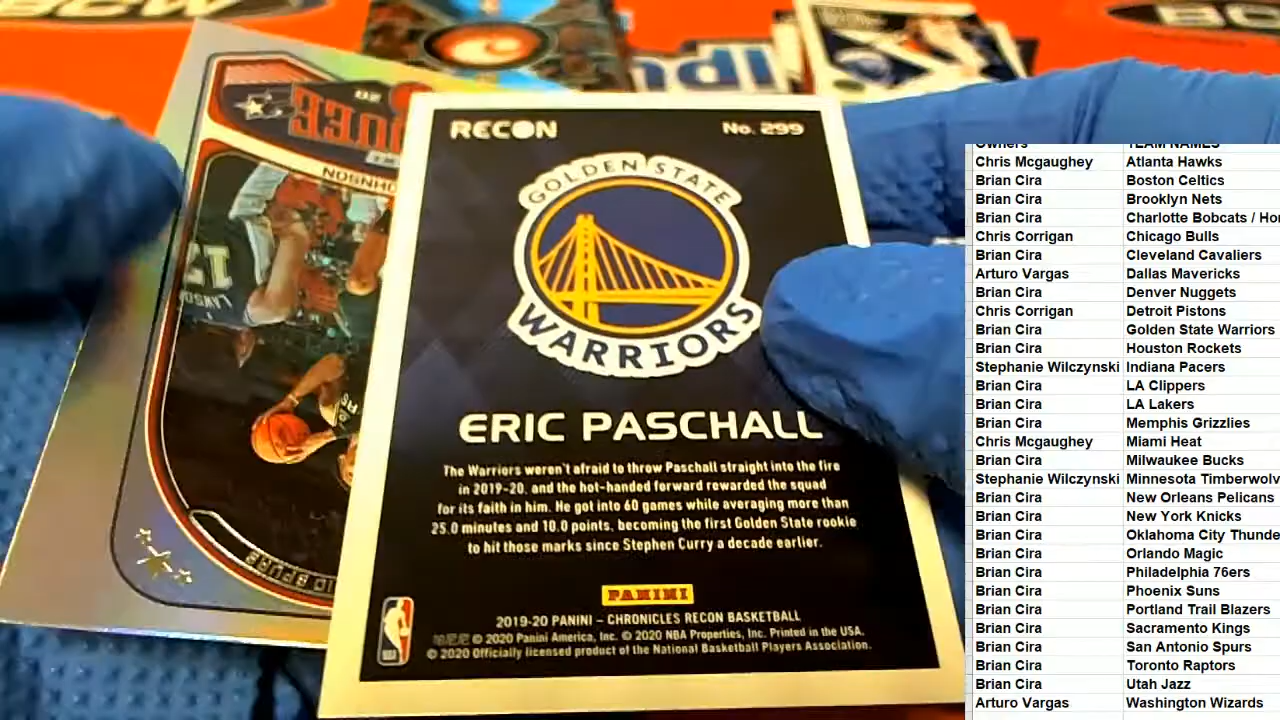 BCW
RECON
No. 299
GOLDEN STATE
WARRIORS
ERIC PASCHALL
The Warriors weren't afraid to throw Paschall straight into the fire
in 2019-20, and the hot-handed forward rewarded the squad
for its faith in him. He got into 60 games while averaging more than
25.0 minutes and 10.0 points, becoming the first Golden State rookie
to hit those marks since Stephen Curry a decade earlier.
PANINI
2019-20 PANINI – CHRONICLES RECON BASKETBALL
© 2020 Panini America, Inc. © 2020 NBA Properties, Inc. Printed in the USA.
© 2020 Officially licensed product of the National Basketball Players Association.
Owners TEAM NAMES
Chris Mcgaughey Atlanta Hawks
Brian Cira Boston Celtics
Brian Cira Brooklyn Nets
Brian Cira Charlotte Bobcats / Ho
Chris Corrigan Chicago Bulls
Brian Cira Cleveland Cavaliers
Arturo Vargas Dallas Mavericks
Brian Cira Denver Nuggets
Chris Corrigan Detroit Pistons
Brian Cira Golden State Warriors
Brian Cira Houston Rockets
Stephanie Wilczynski Indiana Pacers
Brian Cira LA Clippers
Brian Cira LA Lakers
Brian Cira Memphis Grizzlies
Chris Mcgaughey Miami Heat
Brian Cira Milwaukee Bucks
Stephanie Wilczynski Minnesota Timberwolv
Brian Cira New Orleans Pelicans
Brian Cira New York Knicks
Brian Cira Oklahoma City Thunde
Brian Cira Orlando Magic
Brian Cira Philadelphia 76ers
Brian Cira Phoenix Suns
Brian Cira Portland Trail Blazers
Brian Cira Sacramento Kings
Brian Cira San Antonio Spurs
Brian Cira Toronto Raptors
Brian Cira Utah Jazz
Arturo Vargas Washington Wizards